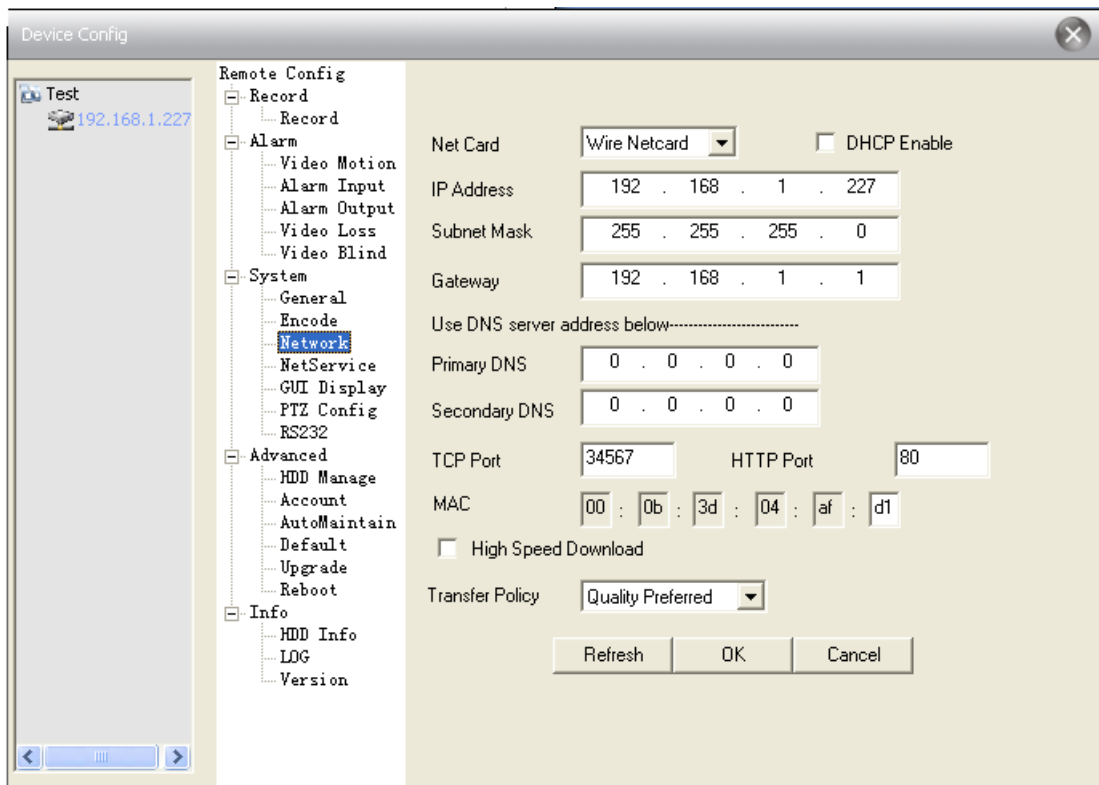 Device Config
Test
192.168.1.227
Remote Config
Record
Record
Alarm
Video Motion
Alarm Input
Alarm Output
Video Loss
Video Blind
System
General
Encode
Network
NetService
GUI Display
PTZ Config
RS232
Advanced
HDD Manage
Account
AutoMaintain
Default
Upgrade
Reboot
Info
HDD Info
LOG
Version
Net Card Wire Netcard DHCP Enable
IP Address 192 . 168 . 1 . 227
Subnet Mask 255 . 255 . 255 . 0
Gateway 192 . 168 . 1 . 1
Use DNS server address below---------------------------
Primary DNS 0 . 0 . 0 . 0
Secondary DNS 0 . 0 . 0 . 0
TCP Port 34567 HTTP Port 80
MAC 00 : 0b : 3d : 04 : af : d1
High Speed Download
Transfer Policy Quality Preferred
Refresh OK Cancel